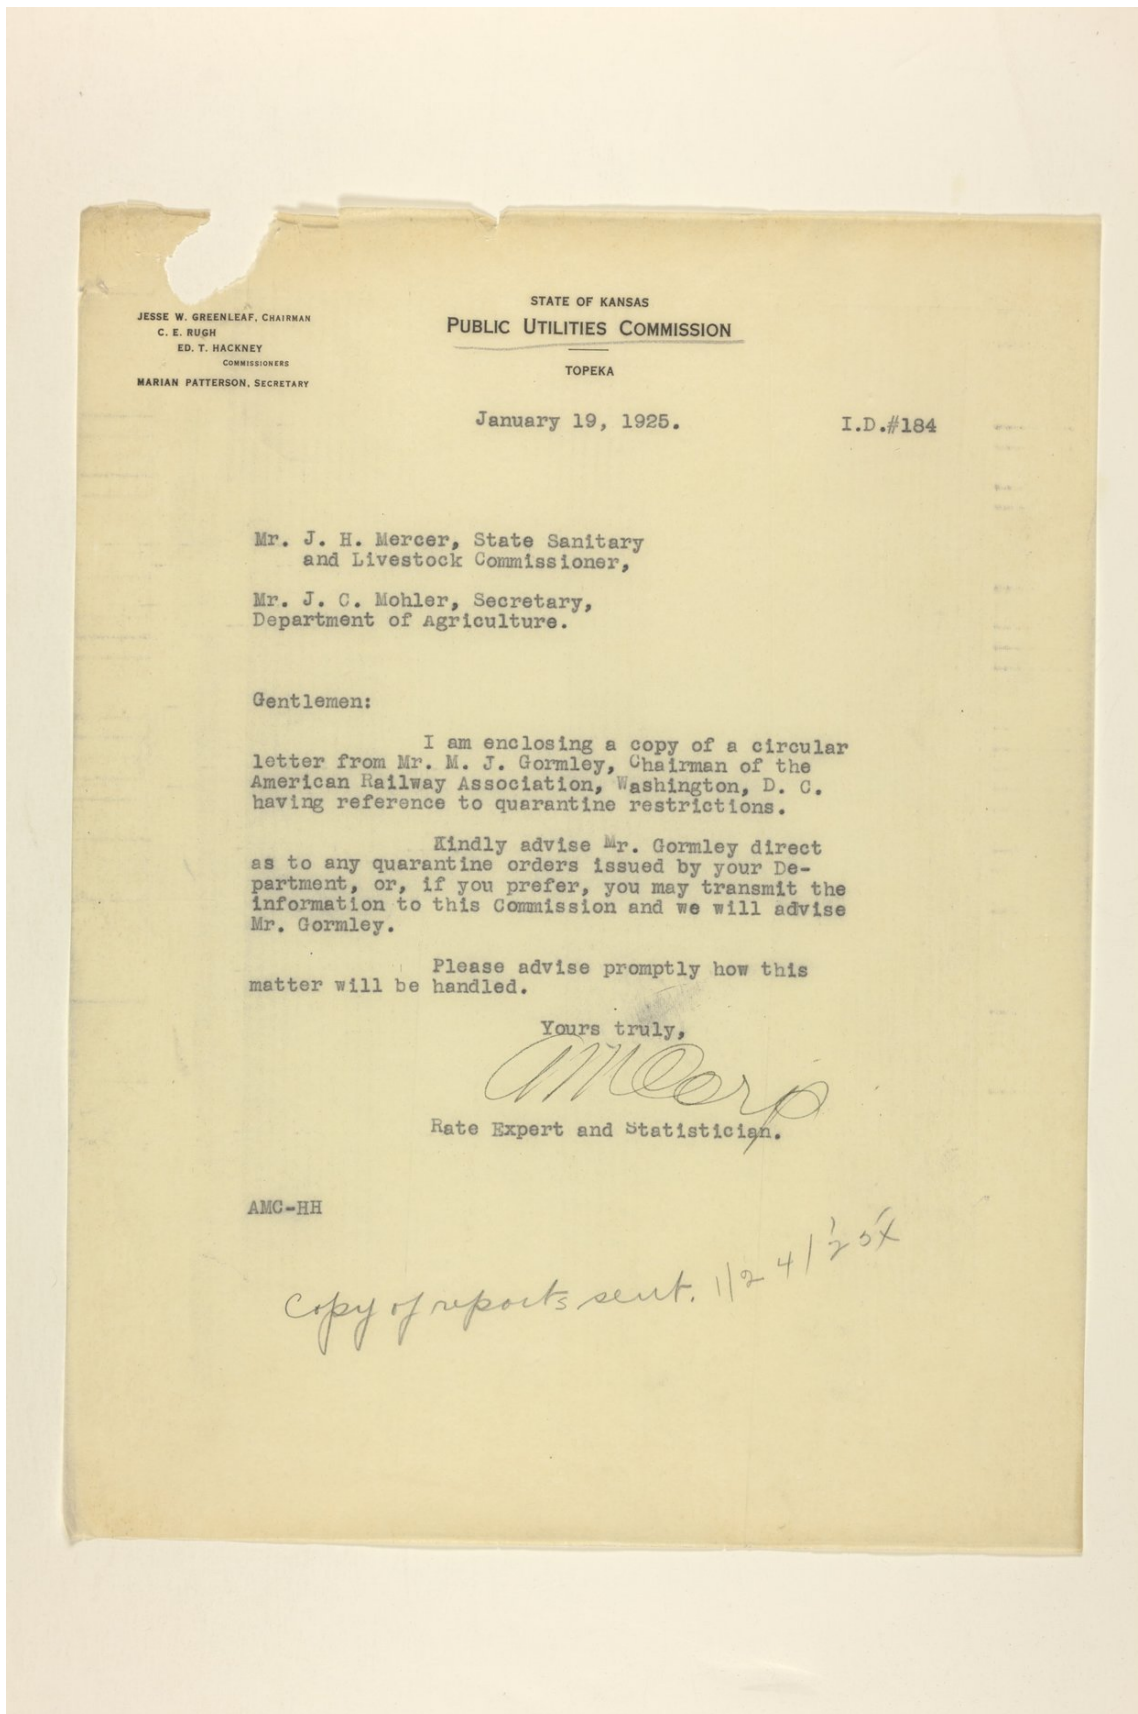 JESSE W. GREENLEAF, CHAIRMAN
C. E. RUGH
ED. T. HACKNEY
COMMISSIONERS
MARIAN PATTERSON, SECRETARY
STATE OF KANSAS
PUBLIC UTILITIES COMMISSION
TOPEKA
January 19, 1925.
I.D.#184
Mr. J. H. Mercer, State Sanitary
and Livestock Commissioner,
Mr. J. C. Mohler, Secretary,
Department of Agriculture.
Gentlemen:
I am enclosing a copy of a circular
letter from Mr. M. J. Gormley, Chairman of the
American Railway Association, Washington, D. C.
having reference to quarantine restrictions.
Kindly advise Mr. Gormley direct
as to any quarantine orders issued by your De-
partment, or, if you prefer, you may transmit the
information to this Commission and we will advise
Mr. Gormley.
Please advise promptly how this
matter will be handled.
Yours truly,
Rate Expert and Statistician.
AMC-HH
Copy of reports sent. 1/24/25